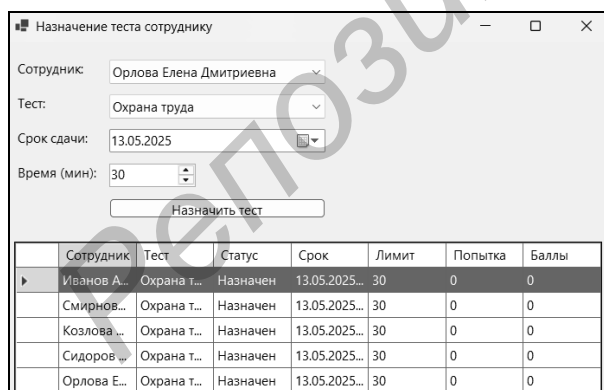 Назначение теста сотруднику
Сотрудник:
Орлова Елена Дмитриевна
Тест:
Охрана труда
Срок сдачи:
13.05.2025
Время (мин):
30
Назначить тест
Сотрудник Тест Статус Срок Лимит Попытка Баллы
Иванов А... Охрана т... Назначен 13.05.2025... 30 0 0
Смирнов... Охрана т... Назначен 13.05.2025... 30 0 0
Козлова ... Охрана т... Назначен 13.05.2025... 30 0 0
Сидоров ... Охрана т... Назначен 13.05.2025... 30 0 0
Орлова Е... Охрана т... Назначен 13.05.2025... 30 0 0